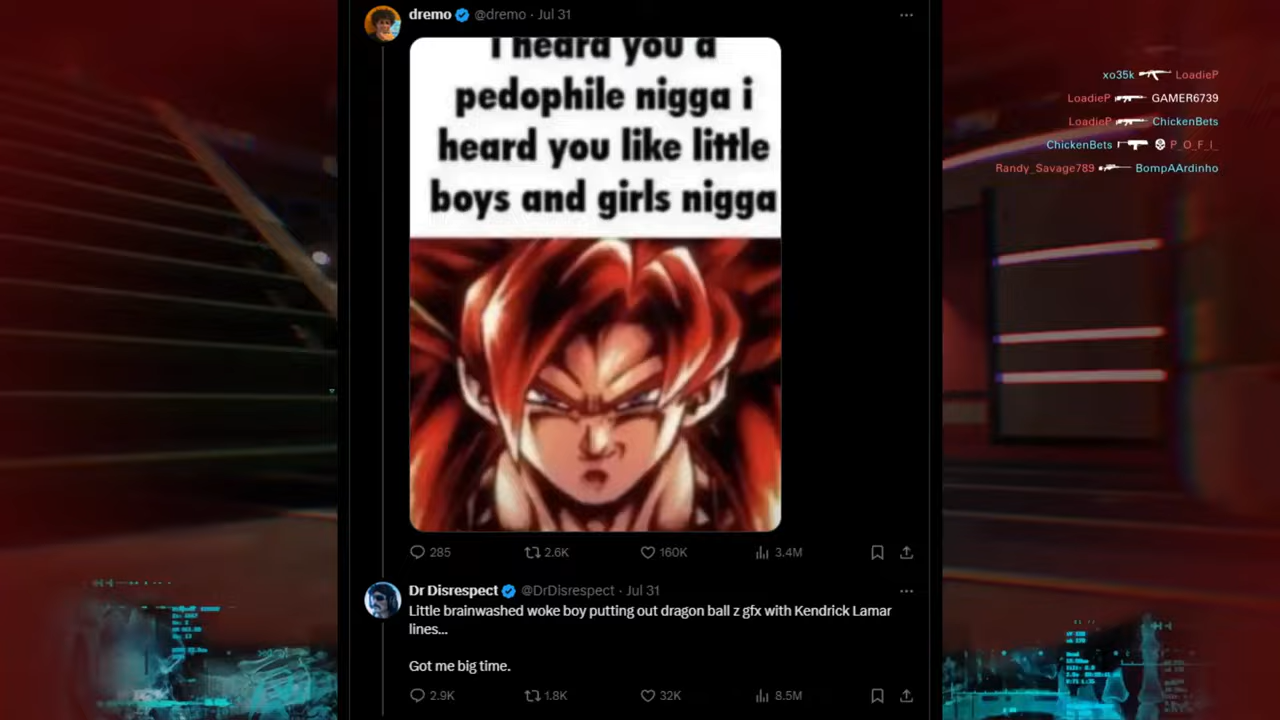 dremo @dremo · Jul 31
I heard you a
pedophile nigga i
heard you like little
boys and girls nigga
285 2.6K 160K 3.4M
Dr Disrespect @DrDisrespect · Jul 31
Little brainwashed woke boy putting out dragon ball z gfx with Kendrick Lamar
lines...
Got me big time.
2.9K 1.8K 32K 8.5M
xo35k LoadieP
LoadieP GAMER6739
LoadieP ChickenBets
ChickenBets P_O_F_I_
Randy_Savage789 BompAArdinho